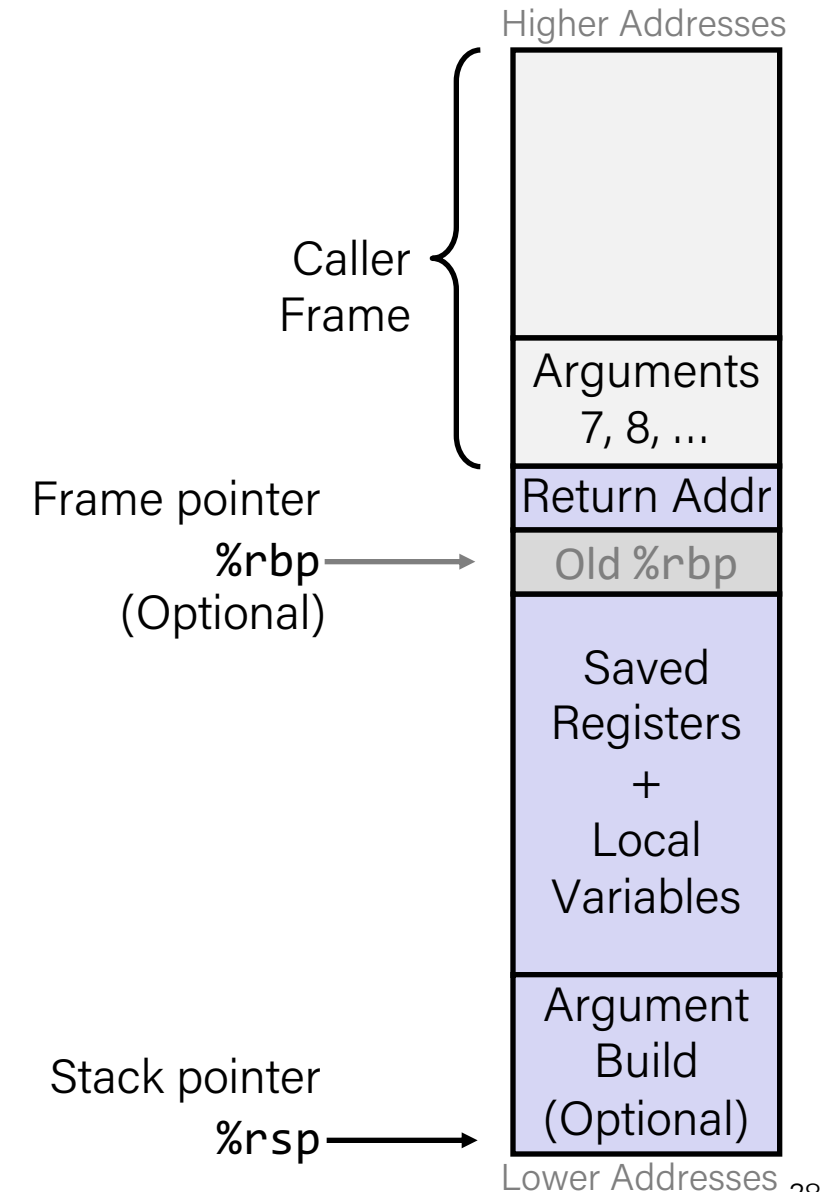 Higher Addresses
Caller
Frame
Arguments
7, 8, ...
Return Addr
Frame pointer
%rbp
(Optional)
Old %rbp
Saved
Registers
+
Local
Variables
Argument
Build
(Optional)
Stack pointer
%rsp
Lower Addresses